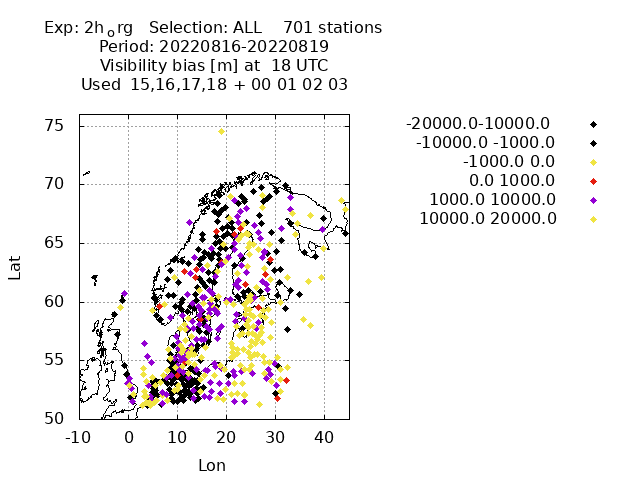 Exp: 2h_org Selection: ALL 701 stations
Period: 20220816-20220819
Visibility bias [m] at 18 UTC
Used 15,16,17,18 + 00 01 02 03
-20000.0-10000.0
-10000.0 -1000.0
-1000.0 0.0
0.0 1000.0
1000.0 10000.0
10000.0 20000.0
75
70
65
60
55
50
Lat
-10 0 10 20 30 40
Lon